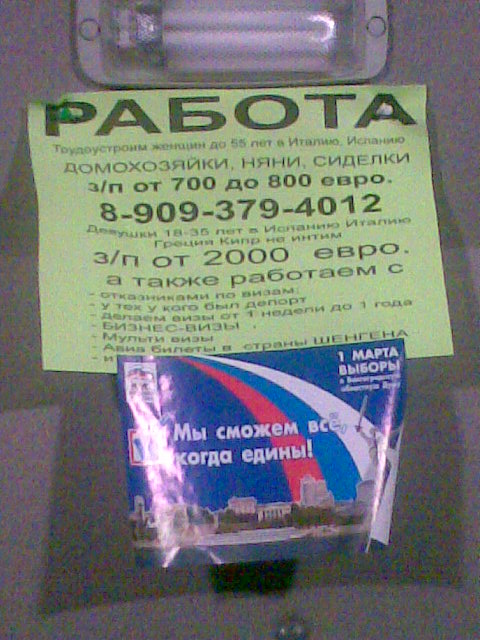 РАБОТА
Трудоустроим женщин до 55 лет в Италию, Испанию
ДОМОХОЗЯЙКИ, НЯНИ, СИДЕЛКИ
з/п от 700 до 800 евро.
8-909-379-4012
Девушки 18-35 лет в Испанию Италию
Греция Кипр не интим
з/п от 2000 евро.
а также работаем с
- отказниками по визам:
- у тех у кого был депорт
- делаем визы от 1 недели до 1 года
- БИЗНЕС-ВИЗЫ
- Мульти визы
- Авиа билеты в страны ШЕНГЕНА
- и
1 МАРТА
ВЫБОРЫ
в Волгоградскую
областную Думу
Мы сможем всё,
когда едины!